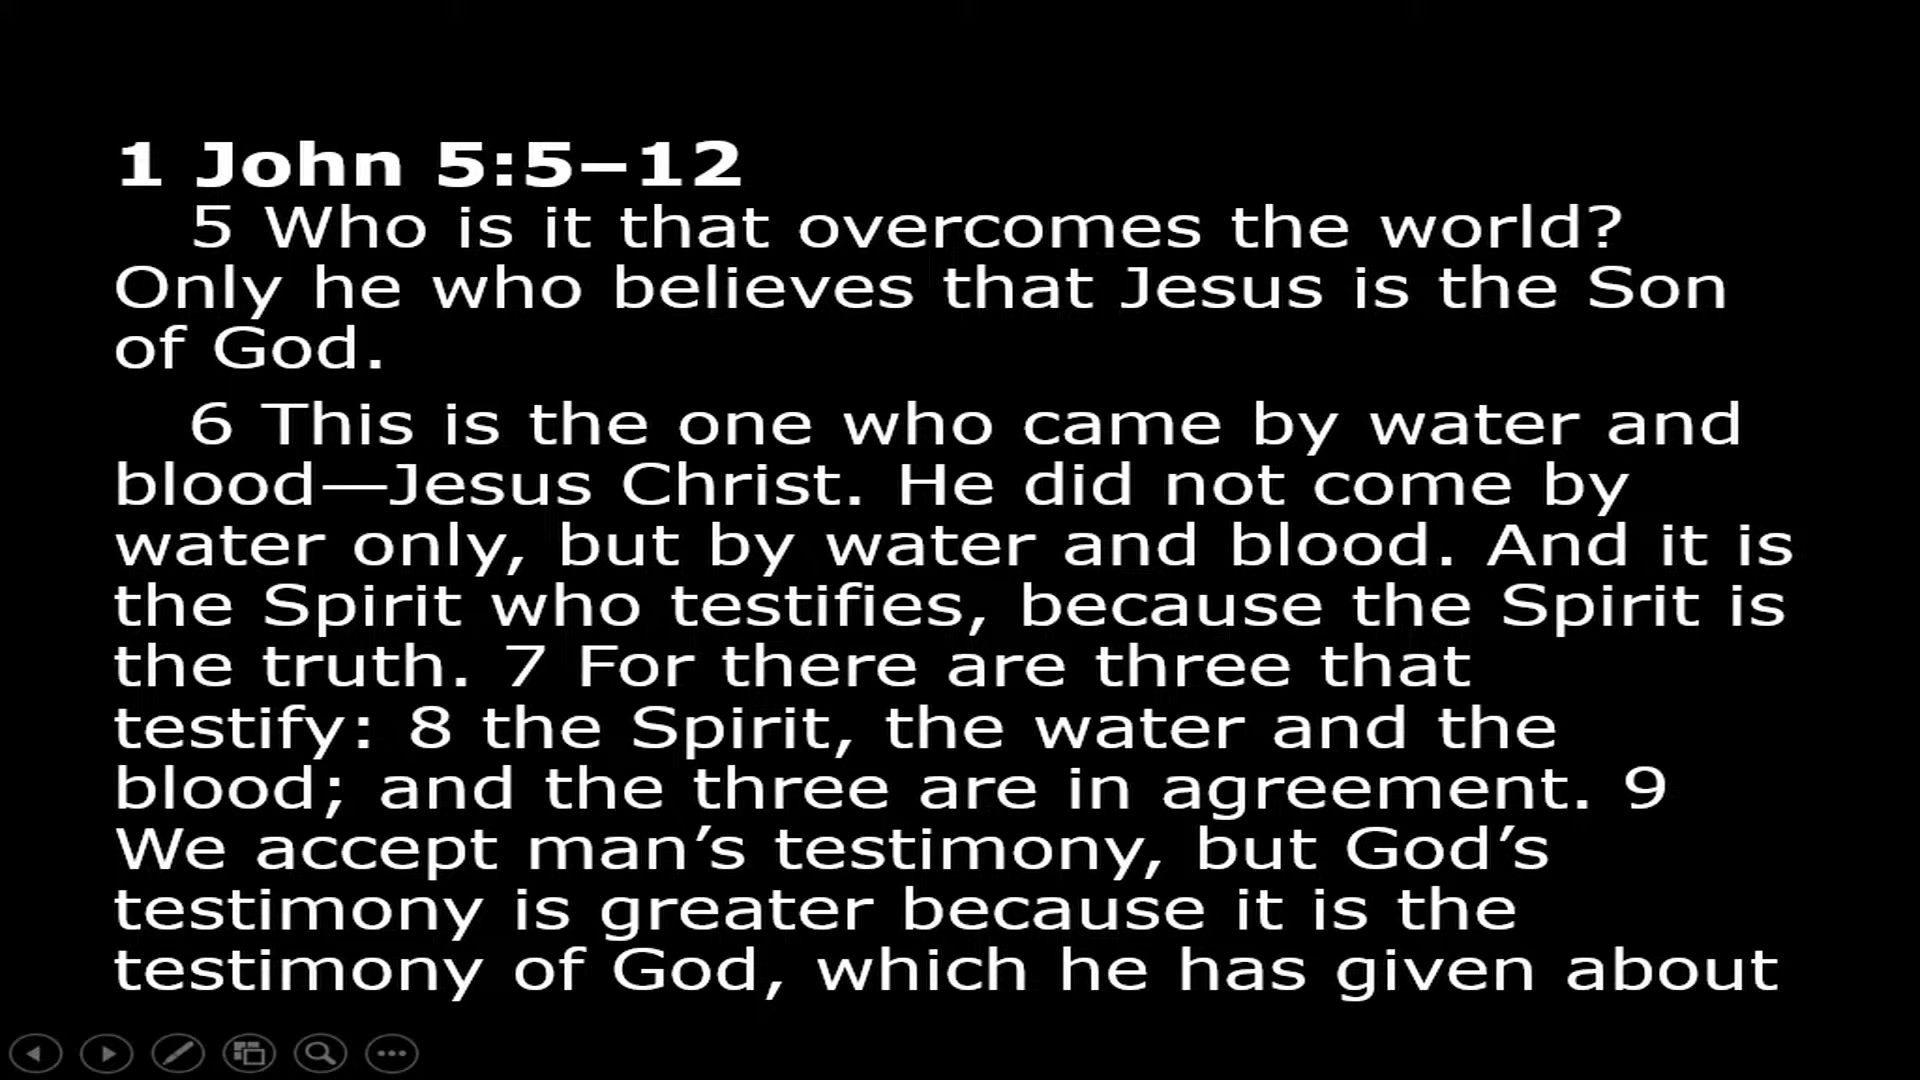 1 John 5:5–12
5 Who is it that overcomes the world?
Only he who believes that Jesus is the Son
of God.
6 This is the one who came by water and
blood—Jesus Christ. He did not come by
water only, but by water and blood. And it is
the Spirit who testifies, because the Spirit is
the truth. 7 For there are three that
testify: 8 the Spirit, the water and the
blood; and the three are in agreement. 9
We accept man’s testimony, but God’s
testimony is greater because it is the
testimony of God, which he has given about